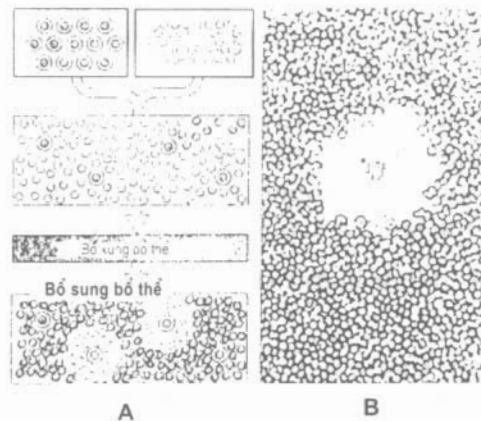 Bổ sung bổ thể
Bổ sung bổ thể
A
B